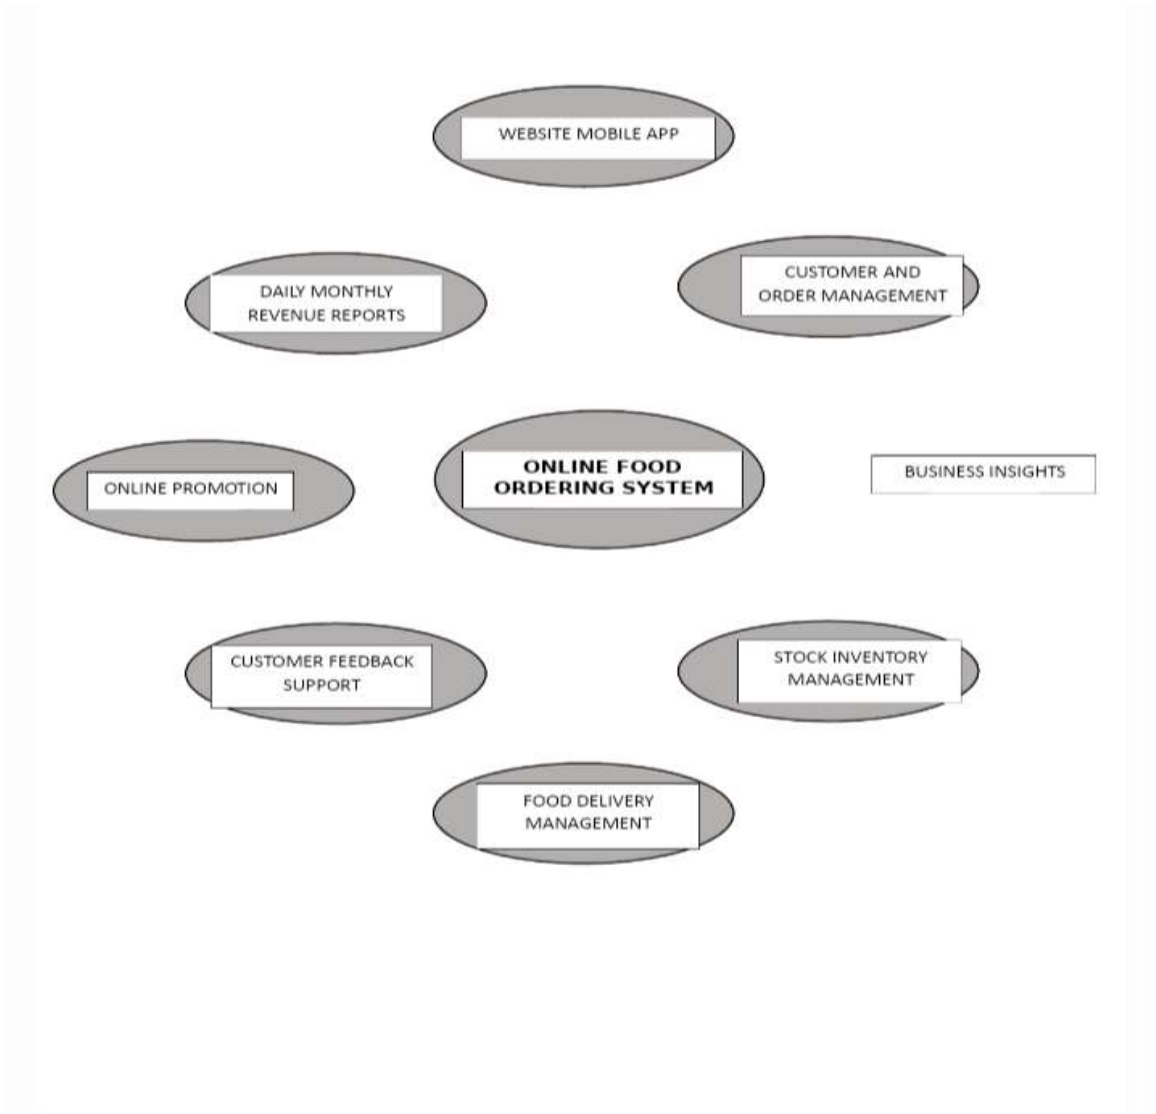 WEBSITE MOBILE APP
CUSTOMER AND
ORDER MANAGEMENT
DAILY MONTHLY
REVENUE REPORTS
ONLINE FOOD
ORDERING SYSTEM
BUSINESS INSIGHTS
ONLINE PROMOTION
CUSTOMER FEEDBACK
SUPPORT
STOCK INVENTORY
MANAGEMENT
FOOD DELIVERY
MANAGEMENT